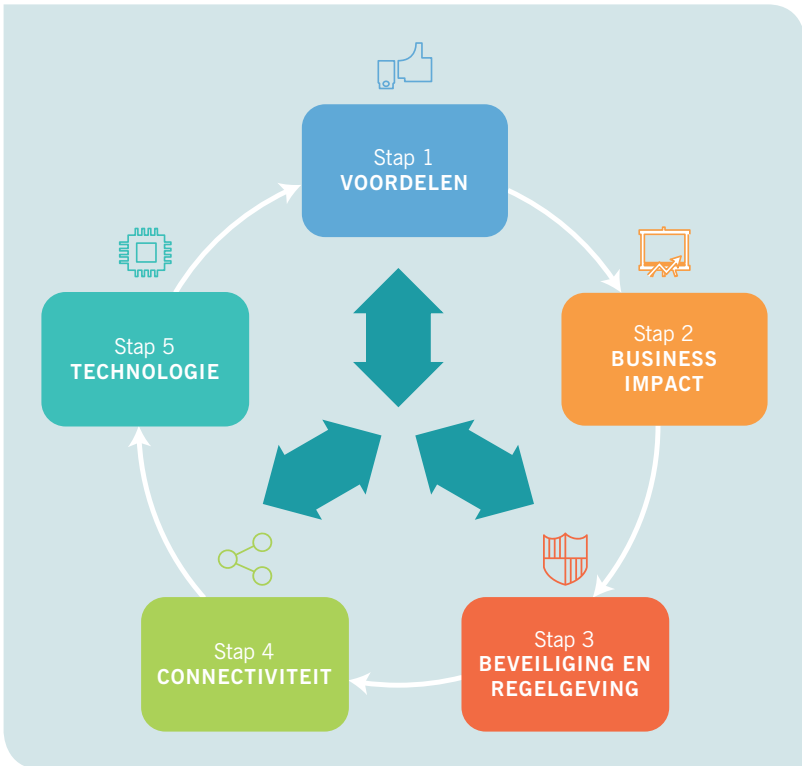 Stap 1
VOORDELEN
Stap 2
BUSINESS
IMPACT
Stap 3
BEVEILIGING EN
REGELGEVING
Stap 4
CONNECTIVITEIT
Stap 5
TECHNOLOGIE